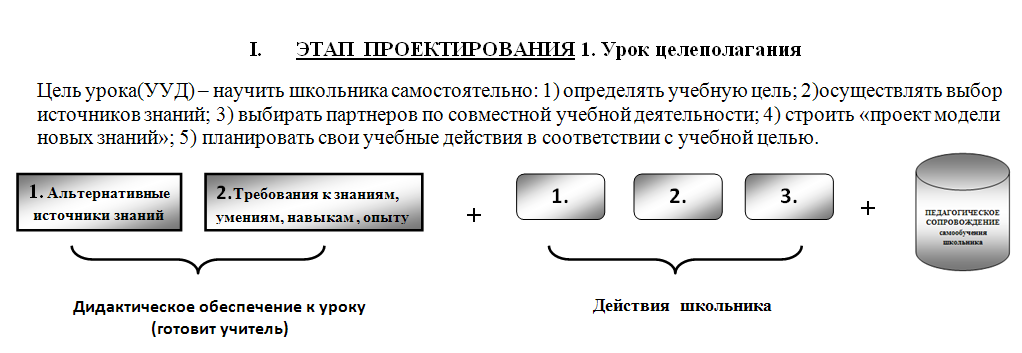 I. ЭТАП ПРОЕКТИРОВАНИЯ 1. Урок целеполагания
Цель урока(УУД) – научить школьника самостоятельно: 1) определять учебную цель; 2)осуществлять выбор
источников знаний; 3) выбирать партнеров по совместной учебной деятельности; 4) строить «проект модели
новых знаний»; 5) планировать свои учебные действия в соответствии с учебной целью.
1. Альтернативные
источники знаний
2.Требования к знаниям,
умениям, навыкам , опыту
+
1.
2.
3.
+
ПЕДАГОГИЧЕСКОЕ
СОПРОВОЖДЕНИЕ
самообучения
школьника
Дидактическое обеспечение к уроку
(готовит учитель)
Действия школьника